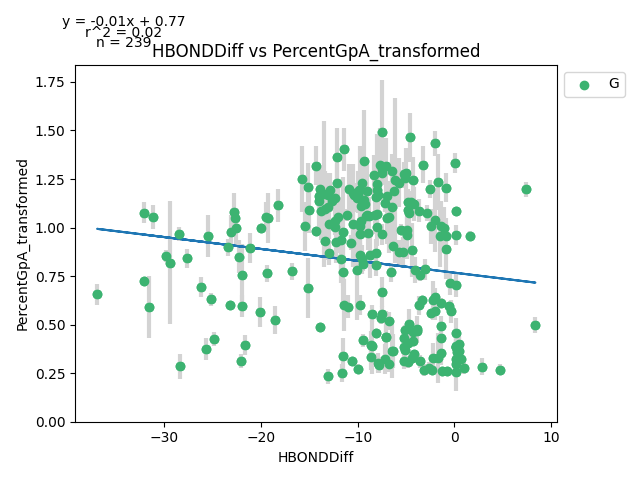 y = -0.01x + 0.77
r^2 = 0.02
n = 239
HBONDDiff vs PercentGpA_transformed
G
PercentGpA_transformed
1.75
1.50
1.25
1.00
0.75
0.50
0.25
0.00
−30
−20
−10
0
10
HBONDDiff